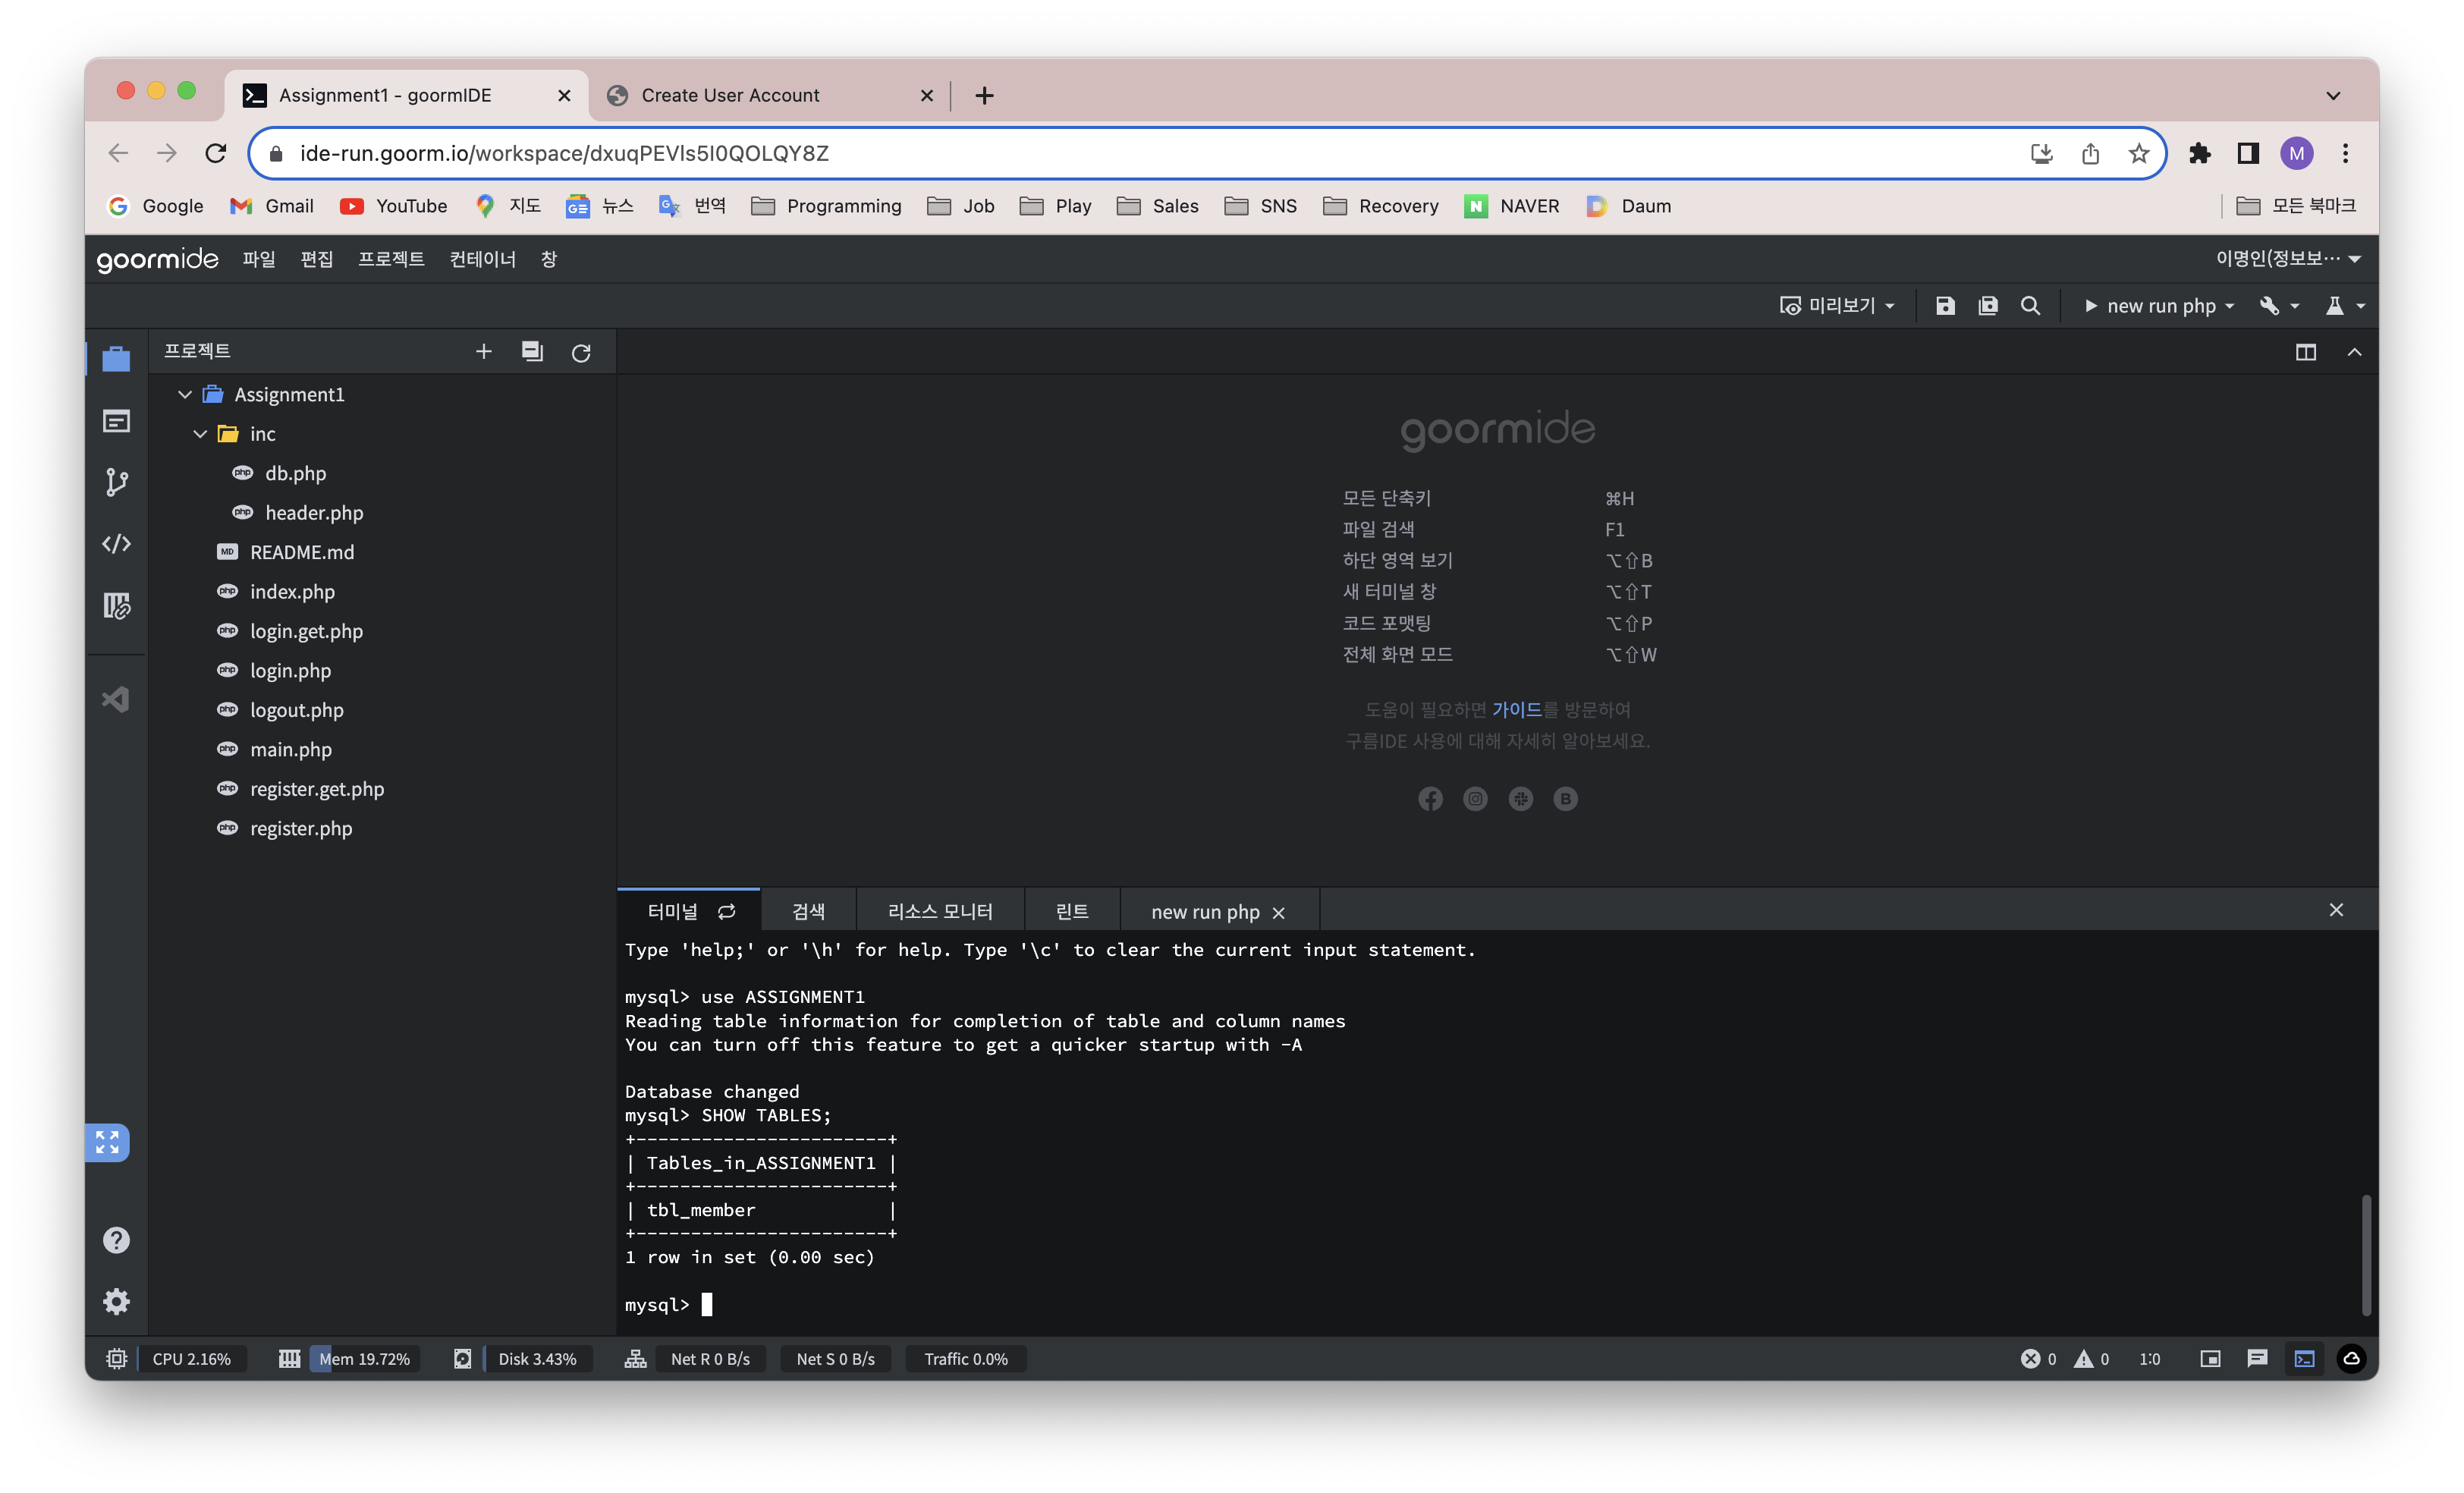 Assignment1 - goormIDE
Create User Account
ide-run.goorm.io/workspace/dxuqPEVls5I0QOLQY8Z
M
Google
Gmail
YouTube
지도
뉴스
번역
Programming
Job
Play
Sales
SNS
Recovery
NAVER
Daum
모든 북마크
goormide 파일 편집 프로젝트 컨테이너 창
이명인(정보보…
미리보기
new run php
프로젝트
Assignment1
inc
php db.php
php header.php
MD README.md
php index.php
php login.get.php
php login.php
php logout.php
php main.php
php register.get.php
php register.php
goormide
모든 단축키 ⌘H
파일 검색 F1
하단 영역 보기 ⌥⇧B
새 터미널 창 ⌥⇧T
코드 포맷팅 ⌥⇧P
전체 화면 모드 ⌥⇧W
도움이 필요하면 가이드를 방문하여
구름IDE 사용에 대해 자세히 알아보세요.
터미널 검색 리소스 모니터 린트 new run php
Type 'help;' or '\h' for help. Type '\c' to clear the current input statement.
mysql> use ASSIGNMENT1
Reading table information for completion of table and column names
You can turn off this feature to get a quicker startup with -A
Database changed
mysql> SHOW TABLES;
+-----------------------+
| Tables_in_ASSIGNMENT1 |
+-----------------------+
| tbl_member            |
+-----------------------+
1 row in set (0.00 sec)
mysql>
CPU 2.16% Mem 19.72% Disk 3.43% Net R 0 B/s Net S 0 B/s Traffic 0.0%
0 0 1:0